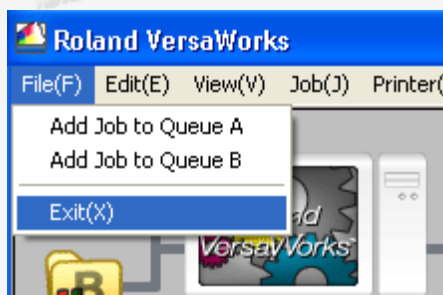 Roland VersaWorks
File(F) Edit(E) View(V) Job(J) Printer(
Add Job to Queue A
Add Job to Queue B
Exit(X)
VersaWorks
B